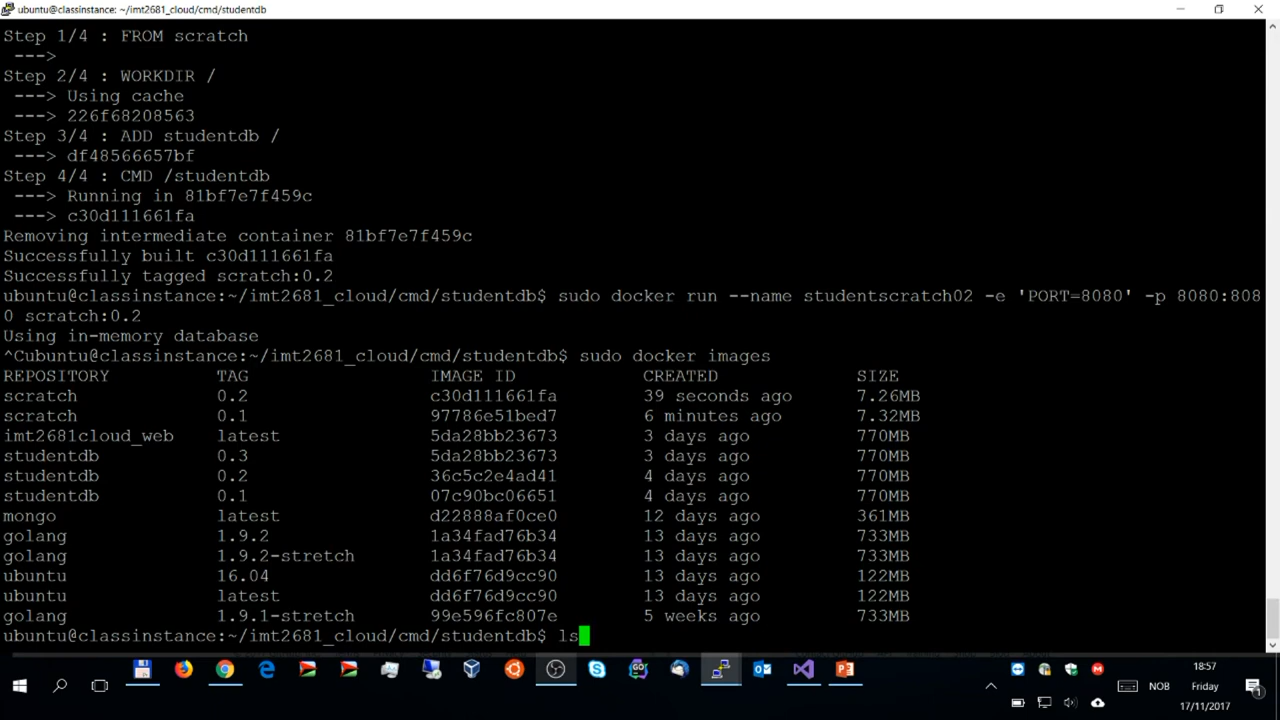 ubuntu@classinstance: ~/imt2681_cloud/cmd/studentdb
Step 1/4 : FROM scratch
--->
Step 2/4 : WORKDIR /
---> Using cache
---> 226f68208563
Step 3/4 : ADD studentdb /
---> df48566657bf
Step 4/4 : CMD /studentdb
---> Running in 81bf7e7f459c
---> c30d111661fa
Removing intermediate container 81bf7e7f459c
Successfully built c30d111661fa
Successfully tagged scratch:0.2
ubuntu@classinstance:~/imt2681_cloud/cmd/studentdb$ sudo docker run --name studentscratch02 -e 'PORT=8080' -p 8080:808
0 scratch:0.2
Using in-memory database
^Cubuntu@classinstance:~/imt2681_cloud/cmd/studentdb$ sudo docker images
REPOSITORY TAG IMAGE ID CREATED SIZE
scratch 0.2 c30d111661fa 39 seconds ago 7.26MB
scratch 0.1 97786e51bed7 6 minutes ago 7.32MB
imt2681cloud_web latest 5da28bb23673 3 days ago 770MB
studentdb 0.3 5da28bb23673 3 days ago 770MB
studentdb 0.2 36c5c2e4ad41 4 days ago 770MB
studentdb 0.1 07c90bc06651 4 days ago 770MB
mongo latest d22888af0ce0 12 days ago 361MB
golang 1.9.2 1a34fad76b34 13 days ago 733MB
golang 1.9.2-stretch 1a34fad76b34 13 days ago 733MB
ubuntu 16.04 dd6f76d9cc90 13 days ago 122MB
ubuntu latest dd6f76d9cc90 13 days ago 122MB
golang 1.9.1-stretch 99e596fc807e 5 weeks ago 733MB
ubuntu@classinstance:~/imt2681_cloud/cmd/studentdb$ ls
18:57
NOB Friday
17/11/2017